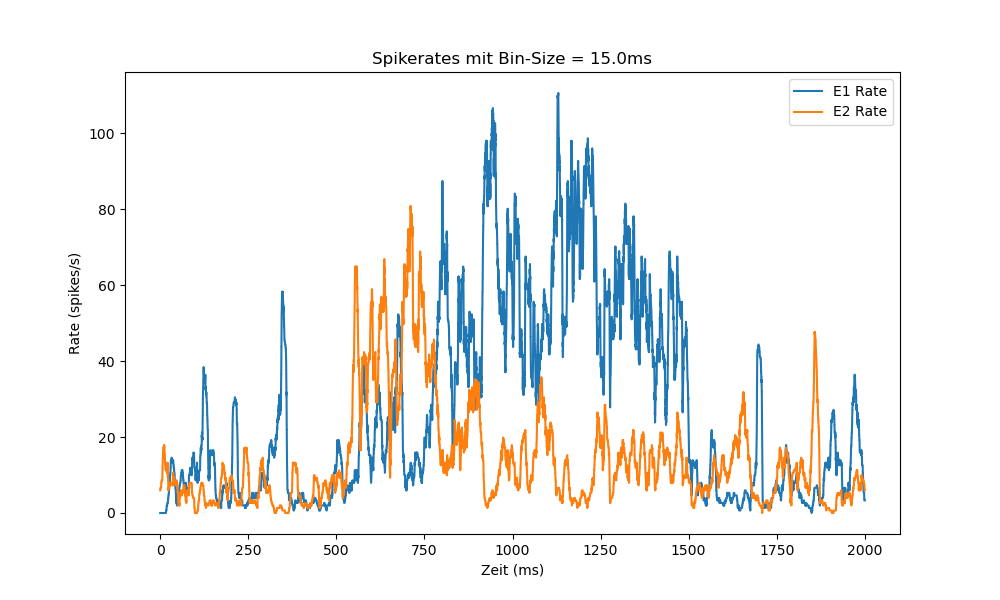 Spikerates mit Bin-Size = 15.0ms
E1 Rate
E2 Rate
Rate (spikes/s)
100
80
60
40
20
0
0 250 500 750 1000 1250 1500 1750 2000
Zeit (ms)